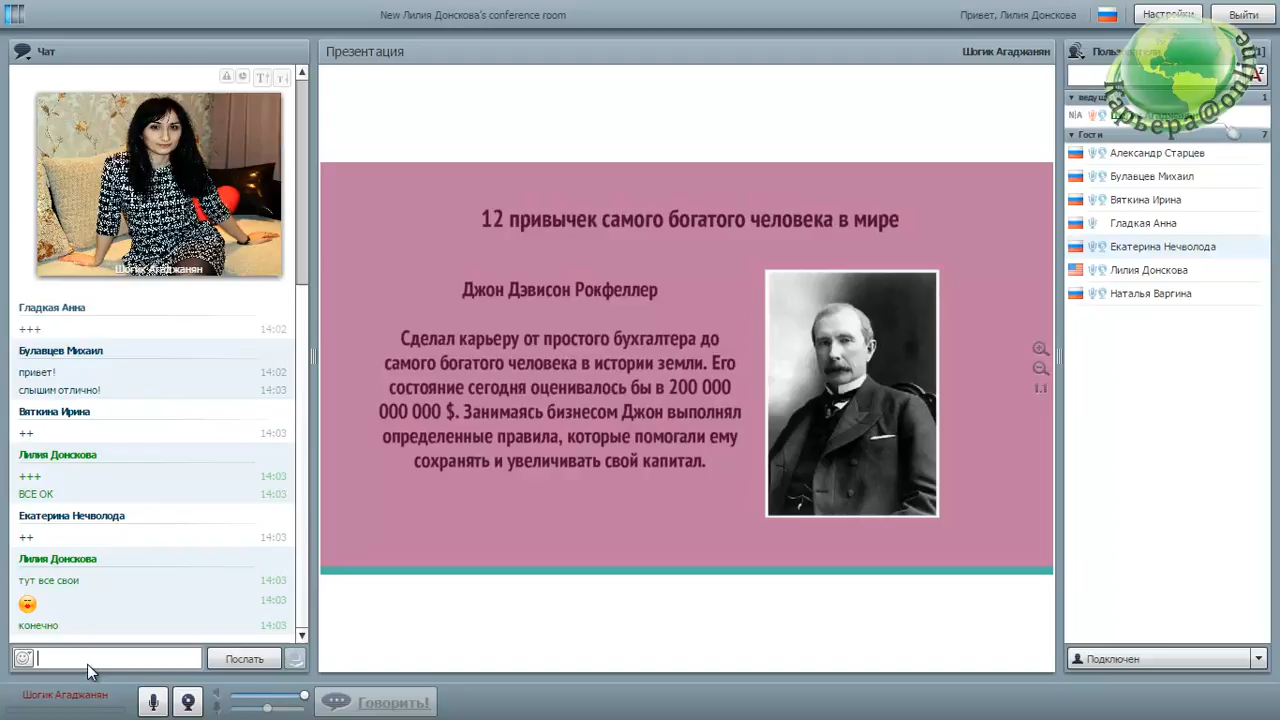 New Лилия Донскова's conference room
Привет, Лилия Донскова
Настройки
Выйти
Чат
Шогик Агаджанян
Гладкая Анна
+++
14:02
Булавцев Михаил
привет!
14:02
слышим отлично!
14:03
Вяткина Ирина
++
14:03
Лилия Донскова
+++
14:03
ВСЕ ОК
14:03
Екатерина Нечволода
++
14:03
Лилия Донскова
тут все свои
14:03
14:03
конечно
14:03
Послать
Шогик Агаджанян
Говорить!
Презентация
Шогик Агаджанян
12 привычек самого богатого человека в мире
Джон Дэвисон Рокфеллер
Сделал карьеру от простого бухгалтера до
самого богатого человека в истории земли. Его
состояние сегодня оценивалось бы в 200 000
000 000 $. Занимаясь бизнесом Джон выполнял
определенные правила, которые помогали ему
сохранять и увеличивать свой капитал.
1:1
Карьера@online
1
N/A
Гости
7
Александр Старцев
Булавцев Михаил
Вяткина Ирина
Гладкая Анна
Екатерина Нечволода
Лилия Донскова
Наталья Варгина
Подключен